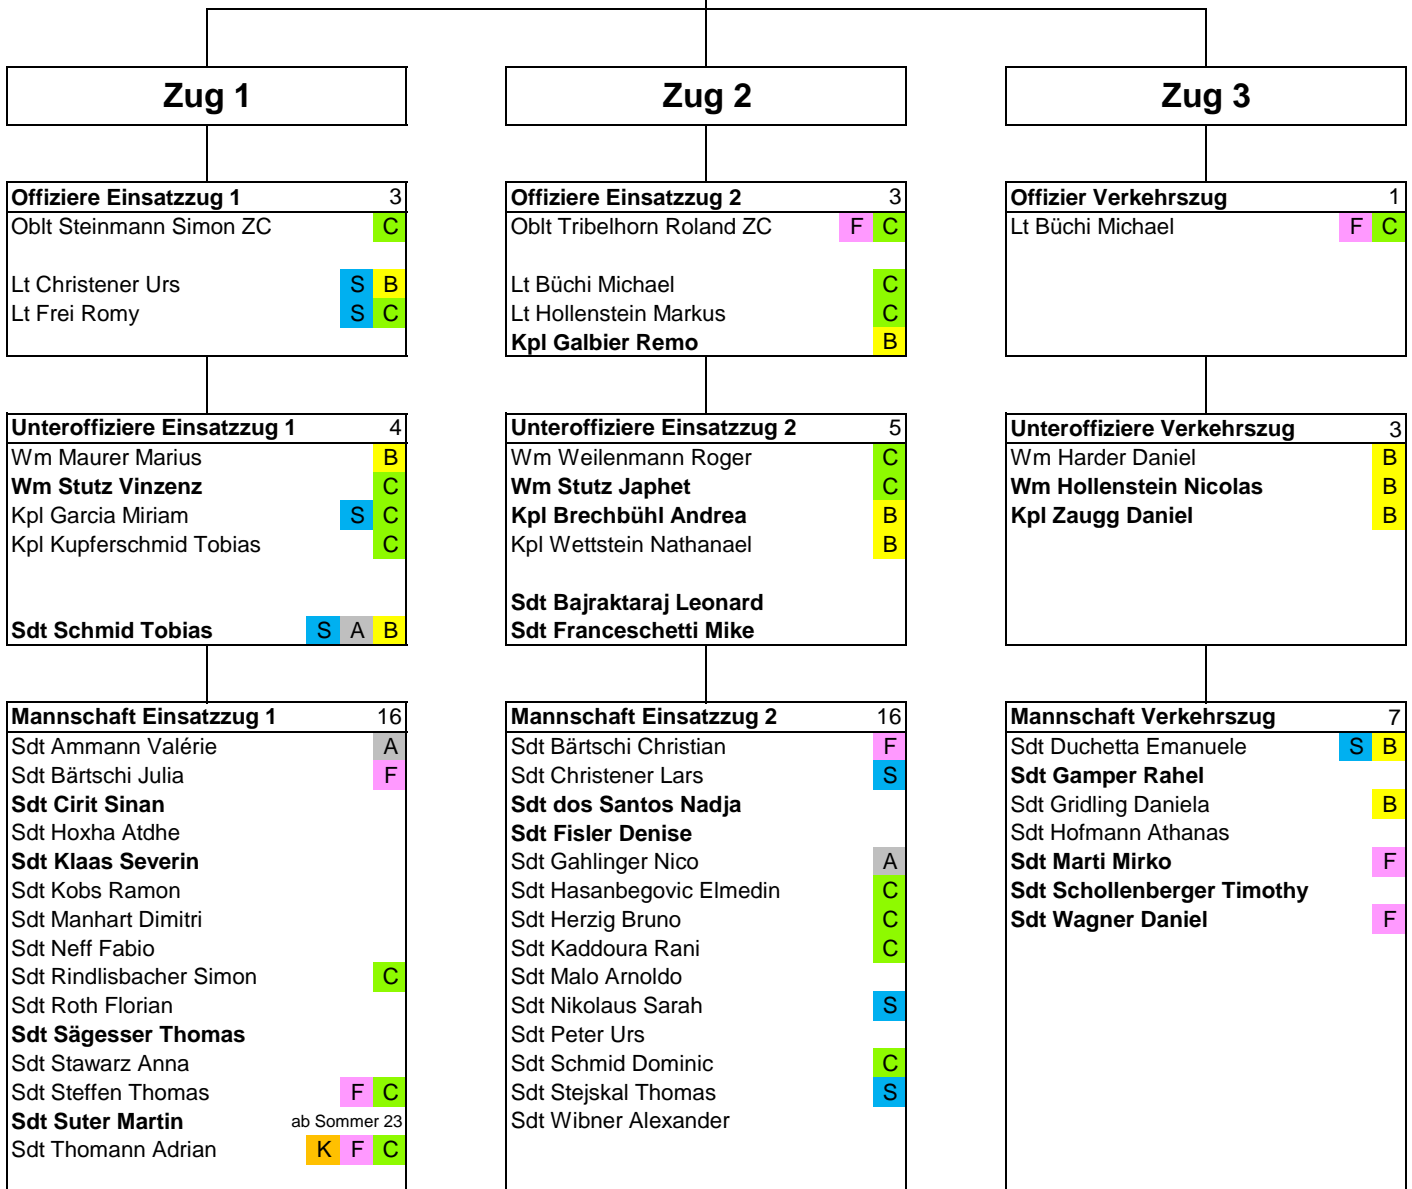 Zug 1
Offiziere Einsatzzug 1 3
Oblt Steinmann Simon ZC C
Lt Christener Urs S B
Lt Frei Romy S C
Unteroffiziere Einsatzzug 1 4
Wm Maurer Marius B
Wm Stutz Vinzenz C
Kpl Garcia Miriam S C
Kpl Kupferschmid Tobias C
Sdt Schmid Tobias S A B
Mannschaft Einsatzzug 1 16
Sdt Ammann Valérie A
Sdt Bärtschi Julia F
Sdt Cirit Sinan
Sdt Hoxha Atdhe
Sdt Klaas Severin
Sdt Kobs Ramon
Sdt Manhart Dimitri
Sdt Neff Fabio
Sdt Rindlisbacher Simon C
Sdt Roth Florian
Sdt Sägesser Thomas
Sdt Stawarz Anna
Sdt Steffen Thomas F C
Sdt Suter Martin ab Sommer 23
Sdt Thomann Adrian K F C
Zug 2
Offiziere Einsatzzug 2 3
Oblt Tribelhorn Roland ZC F C
Lt Büchi Michael C
Lt Hollenstein Markus C
Kpl Galbier Remo B
Unteroffiziere Einsatzzug 2 5
Wm Weilenmann Roger C
Wm Stutz Japhet C
Kpl Brechbühl Andrea B
Kpl Wettstein Nathanael B
Sdt Bajraktaraj Leonard
Sdt Franceschetti Mike
Mannschaft Einsatzzug 2 16
Sdt Bärtschi Christian F
Sdt Christener Lars S
Sdt dos Santos Nadja
Sdt Fisler Denise
Sdt Gahlinger Nico A
Sdt Hasanbegovic Elmedin C
Sdt Herzig Bruno C
Sdt Kaddoura Rani C
Sdt Malo Arnoldo
Sdt Nikolaus Sarah S
Sdt Peter Urs
Sdt Schmid Dominic C
Sdt Stejskal Thomas S
Sdt Wibner Alexander
Zug 3
Offizier Verkehrszug 1
Lt Büchi Michael F C
Unteroffiziere Verkehrszug 3
Wm Harder Daniel B
Wm Hollenstein Nicolas B
Kpl Zaugg Daniel B
Mannschaft Verkehrszug 7
Sdt Duchetta Emanuele S B
Sdt Gamper Rahel
Sdt Gridling Daniela B
Sdt Hofmann Athanas
Sdt Marti Mirko F
Sdt Schollenberger Timothy
Sdt Wagner Daniel F